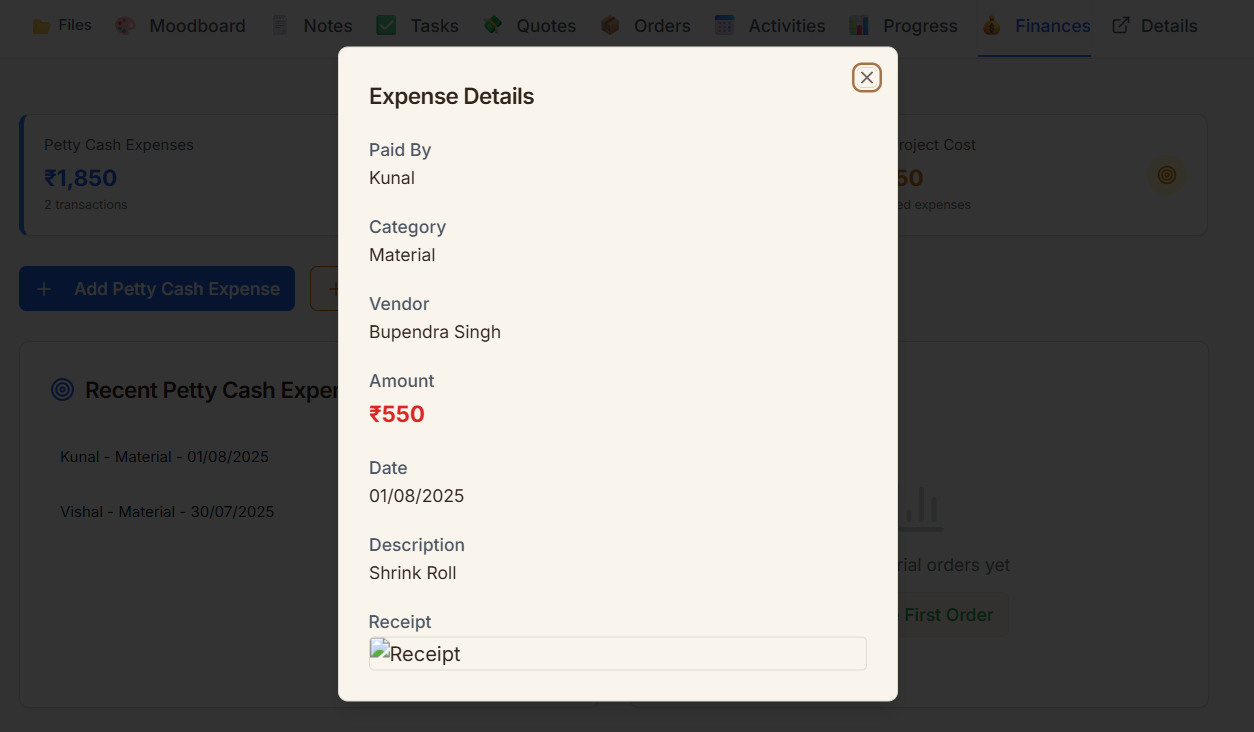 Files Moodboard Notes Tasks Quotes Orders Activities Progress Finances Details
Petty Cash Expenses
₹1,850
2 transactions
roject Cost
50
ed expenses
+ Add Petty Cash Expense
+
Recent Petty Cash Exper
Kunal - Material - 01/08/2025
Vishal - Material - 30/07/2025
rial orders yet
First Order
Expense Details
Paid By
Kunal
Category
Material
Vendor
Bupendra Singh
Amount
₹550
Date
01/08/2025
Description
Shrink Roll
Receipt
Receipt